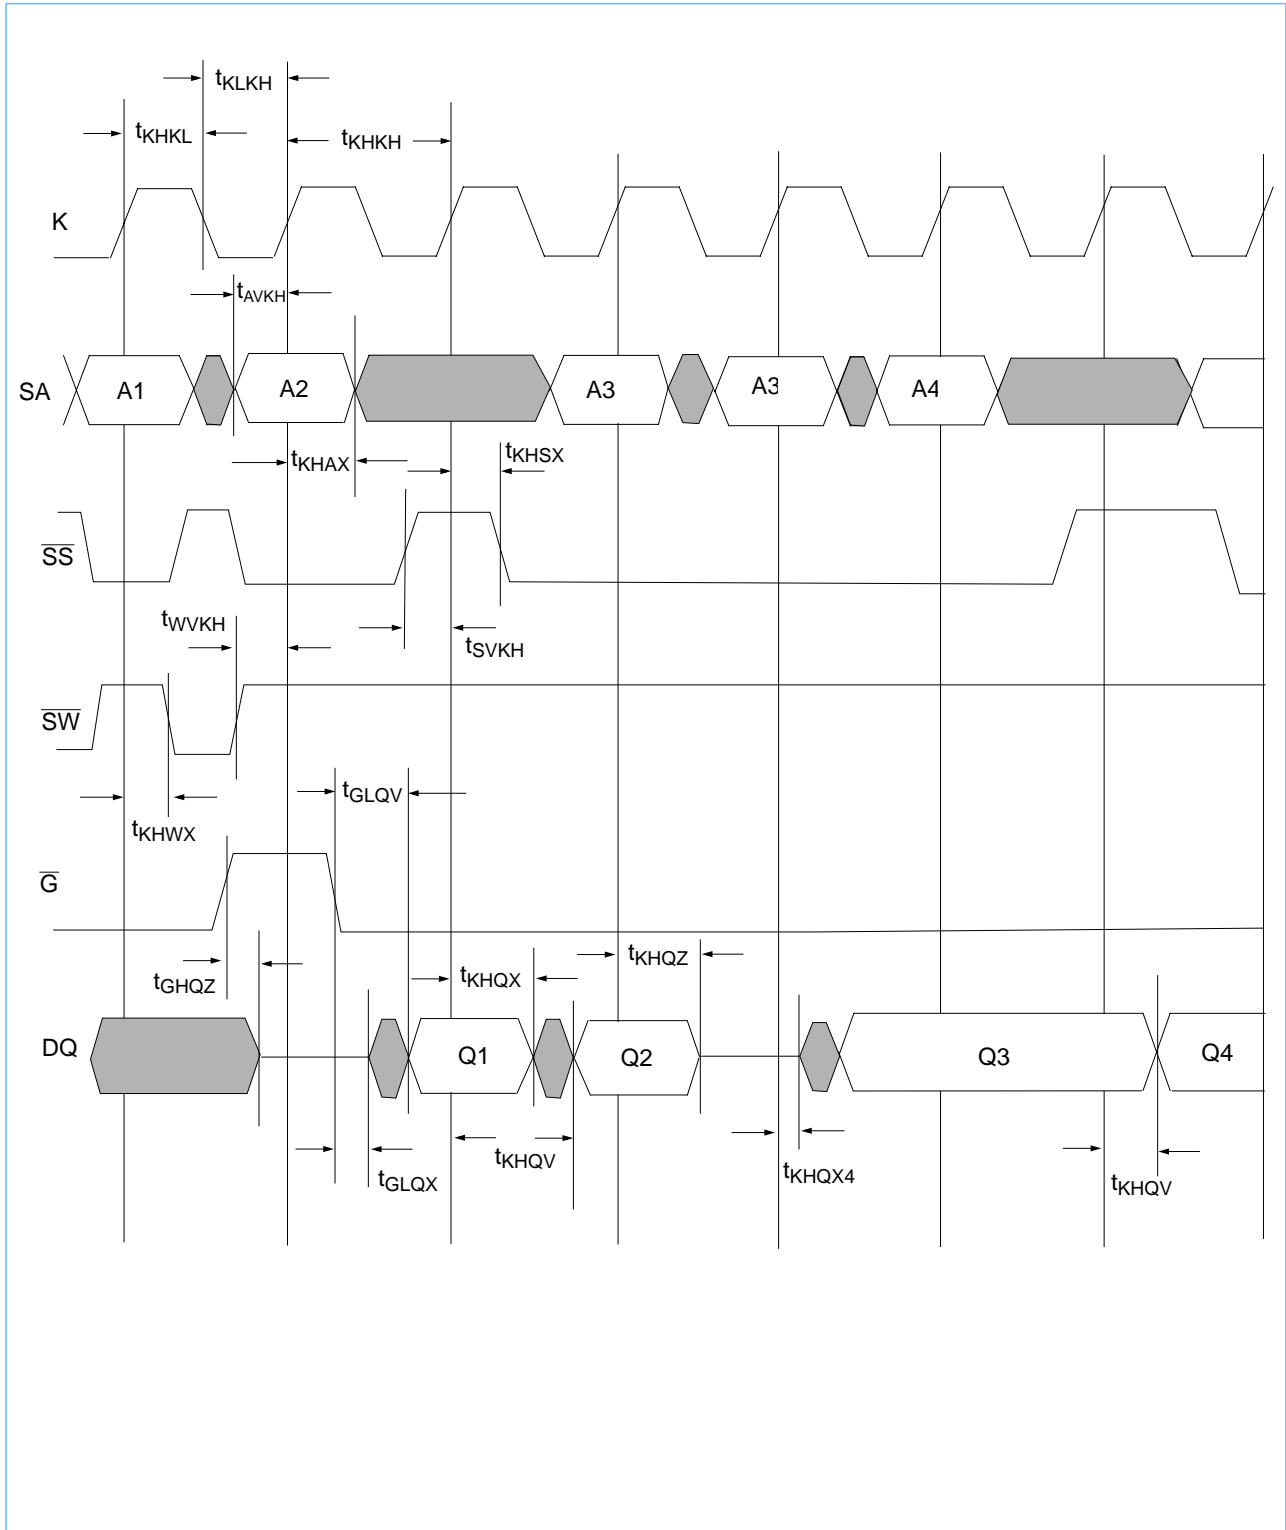 tKLKH
tKHKL
tKHKH
K
tAVKH
SA
A1
A2
A3
A3
A4
tKHAX
tKHSX
SS
tWVKH
tSVKH
SW
tGLQV
tKHWX
G
tGHQZ
tKHQX
tKHQZ
DQ
Q1
Q2
Q3
Q4
tGLQX
tKHQV
tKHQX4
tKHQV